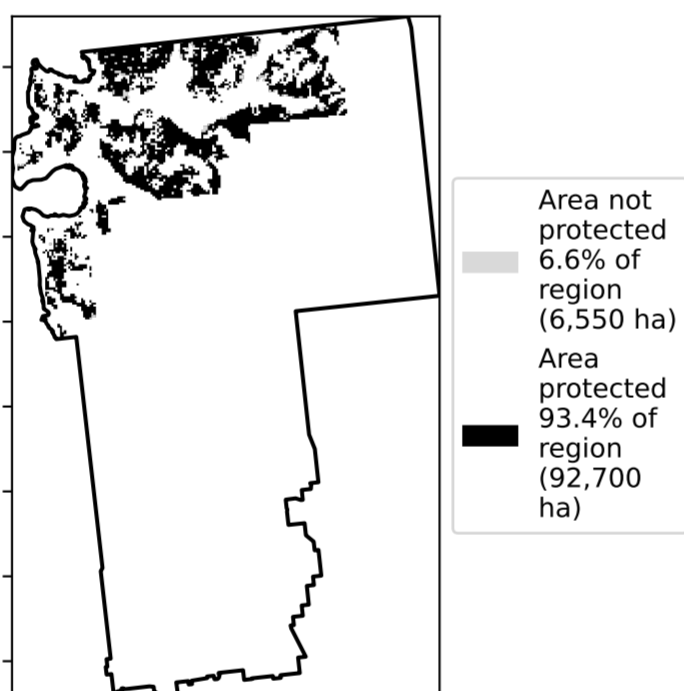 Area not
protected
6.6% of
region
(6,550 ha)
Area
protected
93.4% of
region
(92,700
ha)